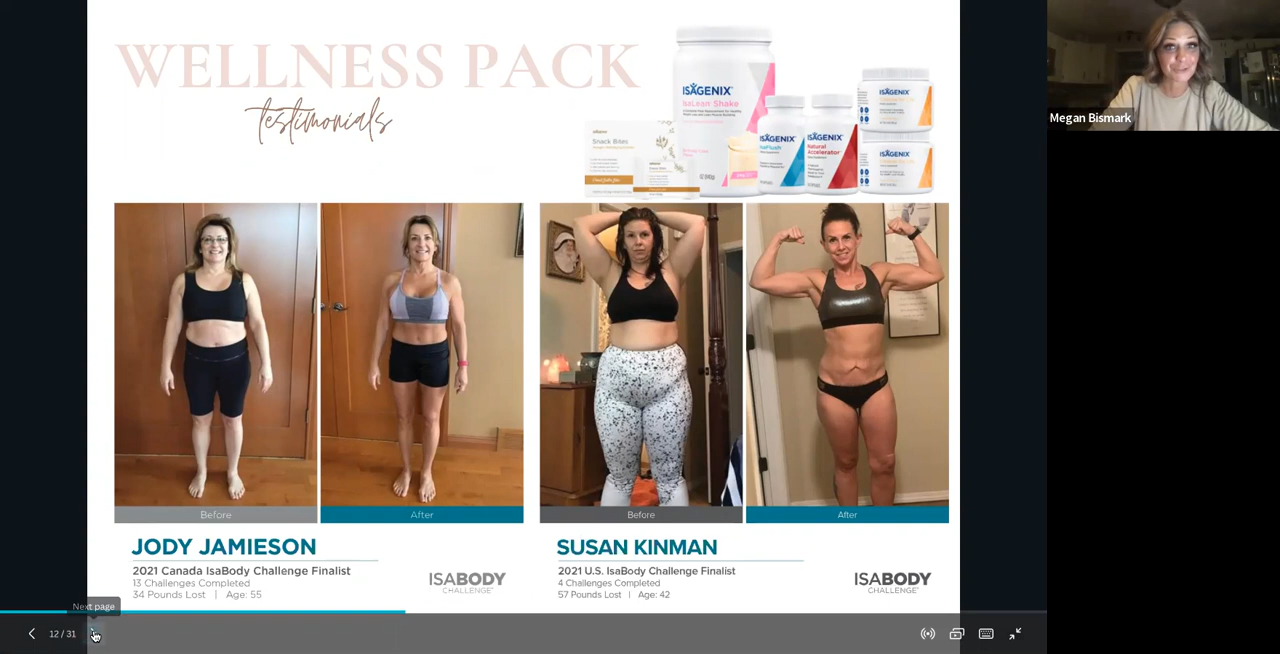 WELLNESS PACK
testimonials
ISAGENIX
IsaLean Shake
Snack Bites
ISAGENIX
ISAGENIX
Natural
Accelerator
ISAGENIX
ISAGENIX
Megan Bismark
Before
After
Before
After
JODY JAMIESON
2021 Canada IsaBody Challenge Finalist
13 Challenges Completed
34 Pounds Lost | Age: 55
ISABODY
CHALLENGE
SUSAN KINMAN
2021 U.S. IsaBody Challenge Finalist
4 Challenges Completed
57 Pounds Lost | Age: 42
ISABODY
CHALLENGE
Next page
12 / 31